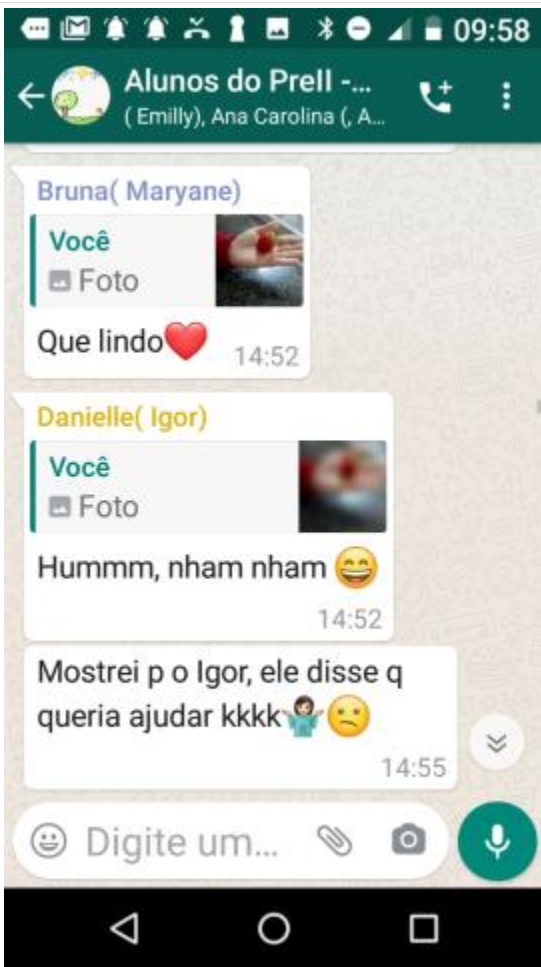 09:58
Alunos do PreII -...
( Emilly), Ana Carolina (, A...
Bruna( Maryane)
Você
Foto
Que lindo❤️
14:52
Danielle( Igor)
Você
Foto
Hummm, nham nham 😄
14:52
Mostrei p o Igor, ele disse q
queria ajudar kkkk🤷🏻‍♀️😕
14:55
Digite um...